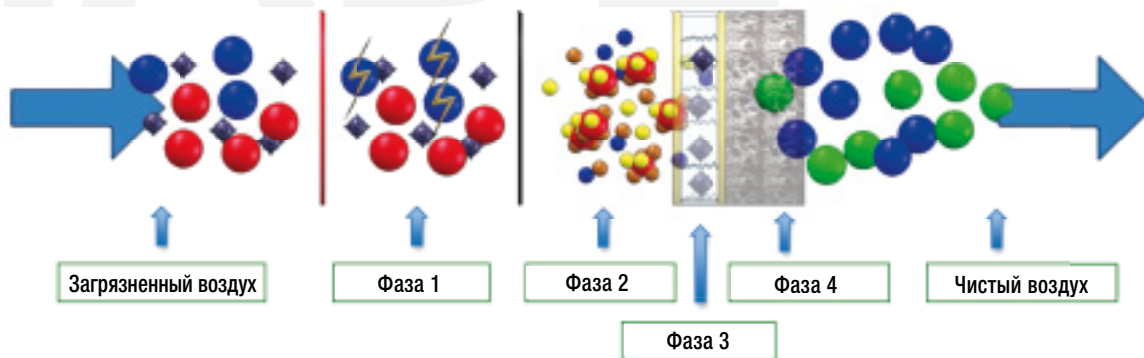 Загрязненный воздух
Фаза 1
Фаза 2
Фаза 3
Фаза 4
Чистый воздух